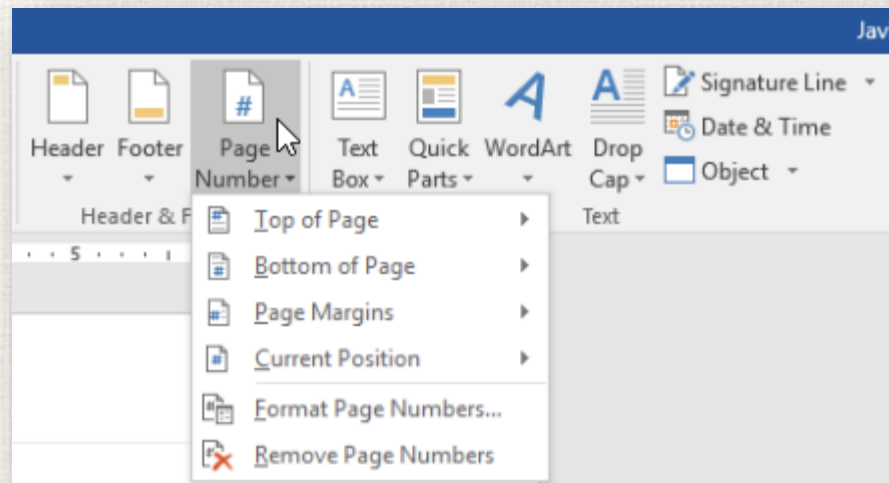 Jav
Header Footer Page Number Text Box Quick Parts WordArt Drop Cap
Signature Line
Date & Time
Object
Header & F
Text
5
Top of Page
Bottom of Page
Page Margins
Current Position
Format Page Numbers...
Remove Page Numbers